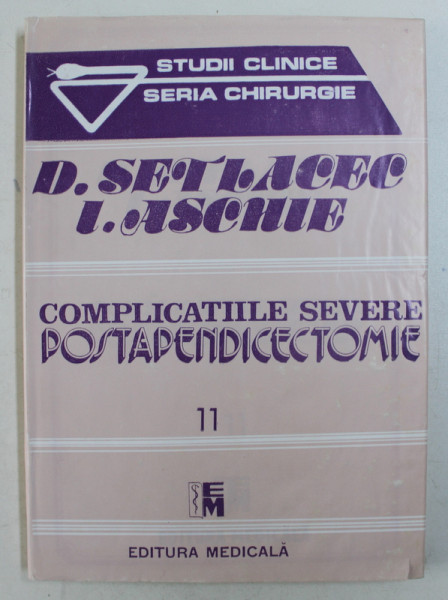 STUDII CLINICE
SERIA CHIRURGIE
D. SETLACEC
I. ASCHIE
COMPLICATIILE SEVERE
POSTAPENDICECTOMIE
11
EM
EDITURA MEDICALĂ